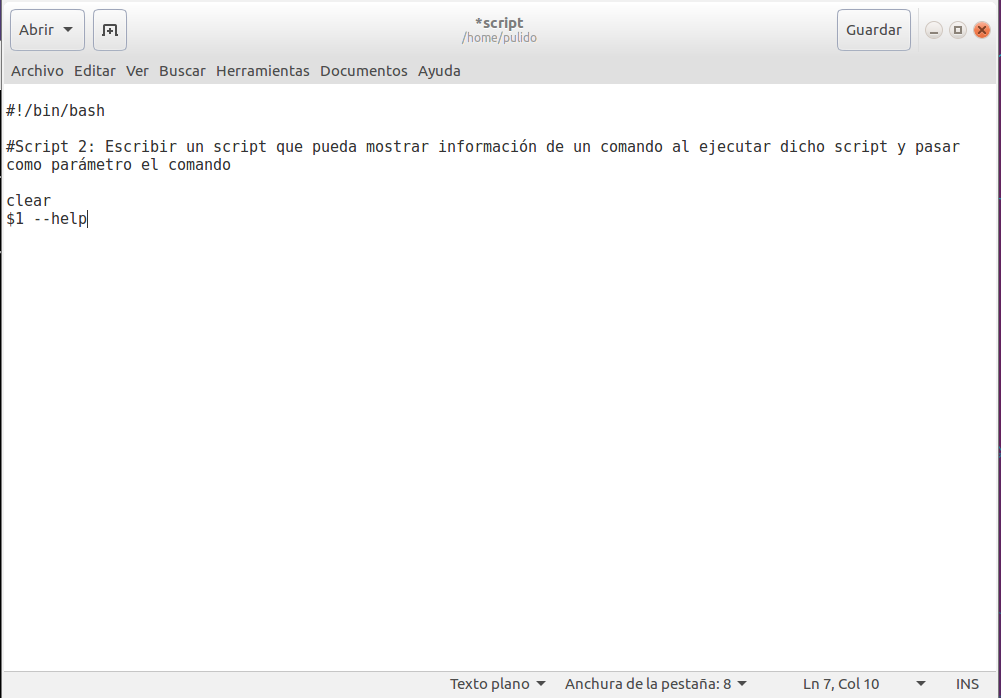 Abrir
*script
/home/pulido
Guardar
Archivo Editar Ver Buscar Herramientas Documentos Ayuda
#!/bin/bash
#Script 2: Escribir un script que pueda mostrar información de un comando al ejecutar dicho script y pasar
como parámetro el comando
clear
$1 --help
Texto plano Anchura de la pestaña: 8 Ln 7, Col 10 INS